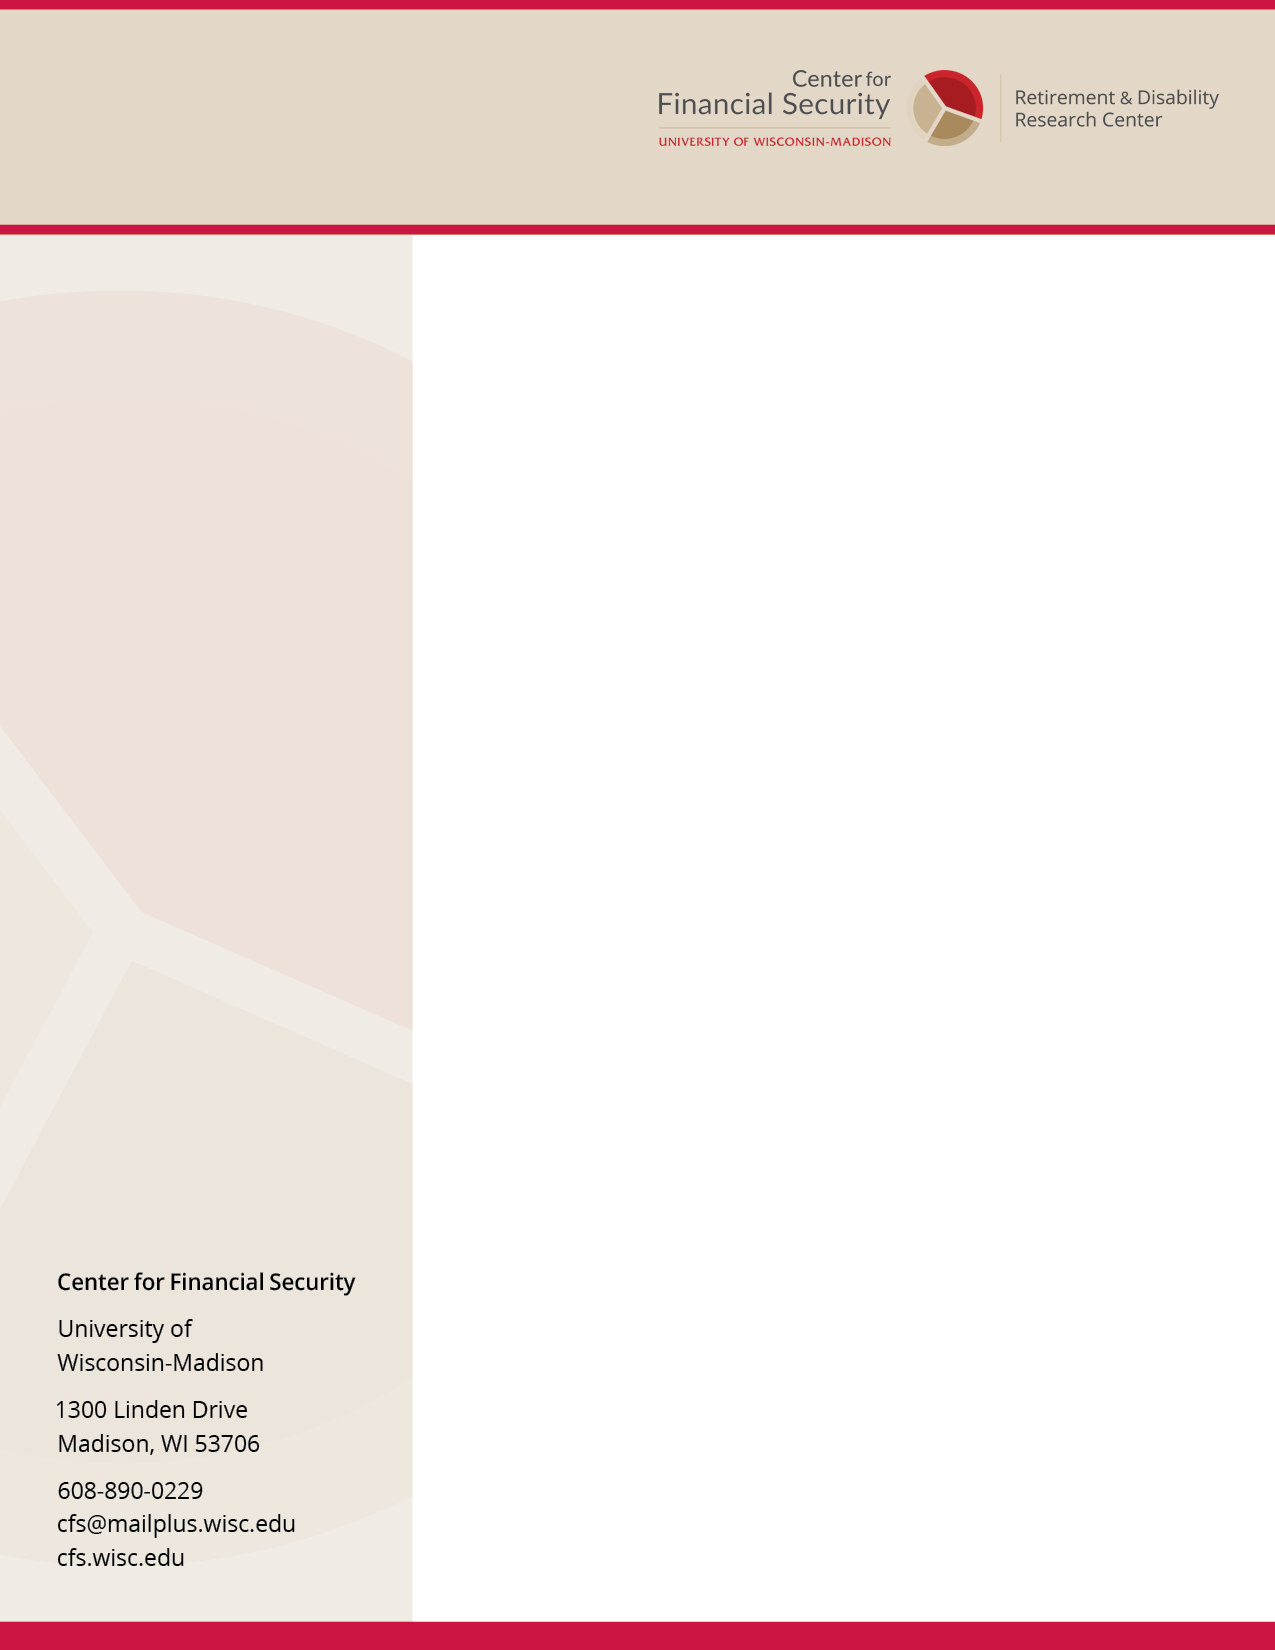 Center for
Financial Security
UNIVERSITY OF WISCONSIN-MADISON
Retirement & Disability
Research Center
Center for Financial Security
University of
Wisconsin-Madison
1300 Linden Drive
Madison, WI 53706
608-890-0229
cfs@mailplus.wisc.edu
cfs.wisc.edu